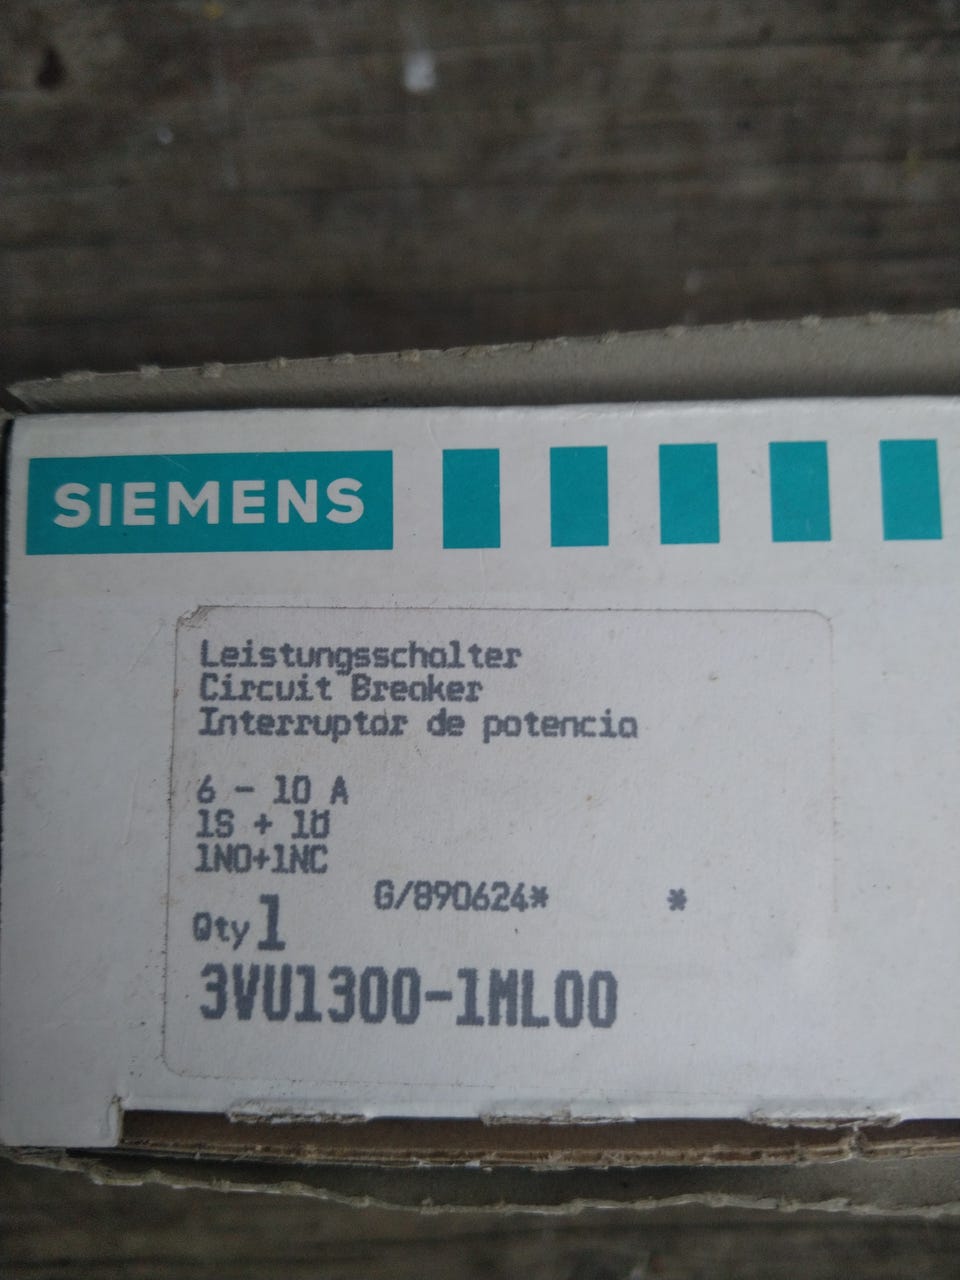 SIEMENS
Leistungsschalter
Circuit Breaker
Interruptor de potencia
6 - 10 A
1S + 1Ö
1NO+1NC
G/890624* *
Qty 1
3VU1300-1ML00